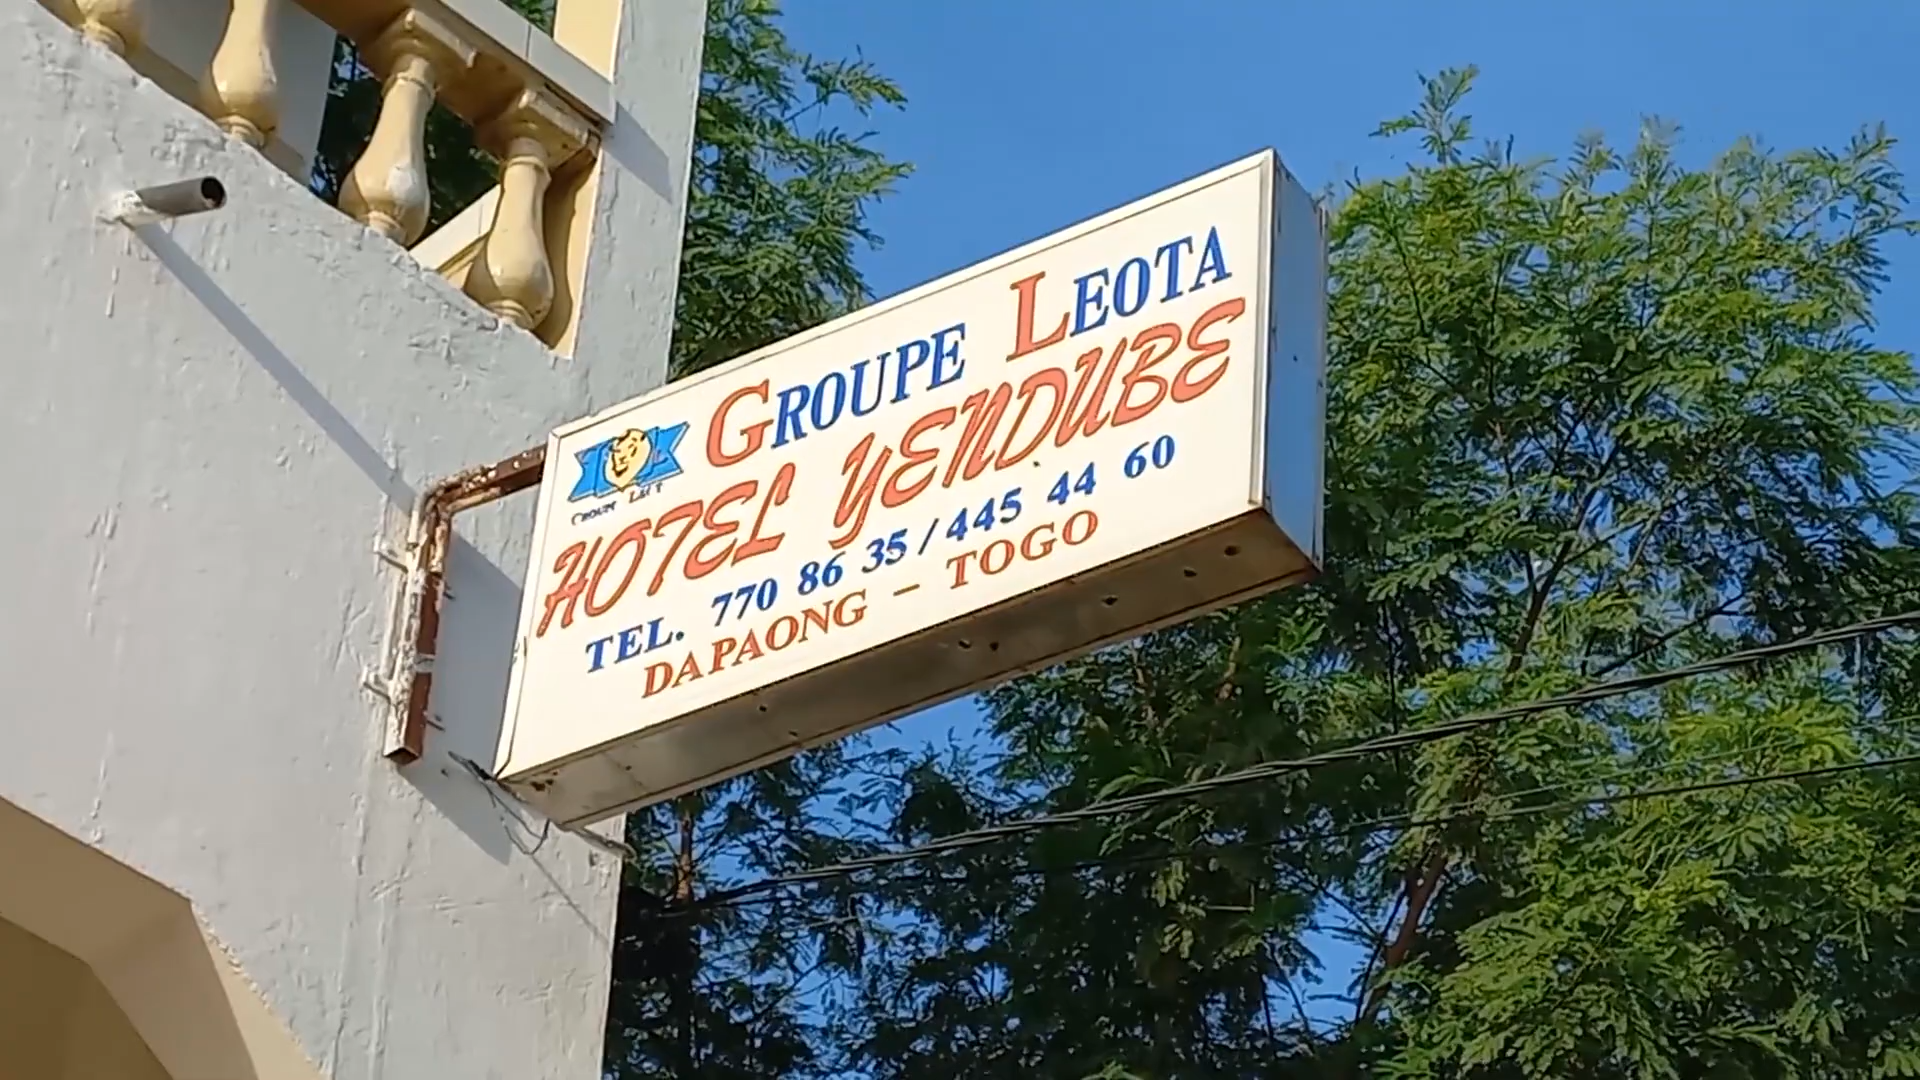 GROUPE LEOTA
HOTEL YENDUBE
TEL. 770 86 35 / 445 44 60
DAPAONG - TOGO